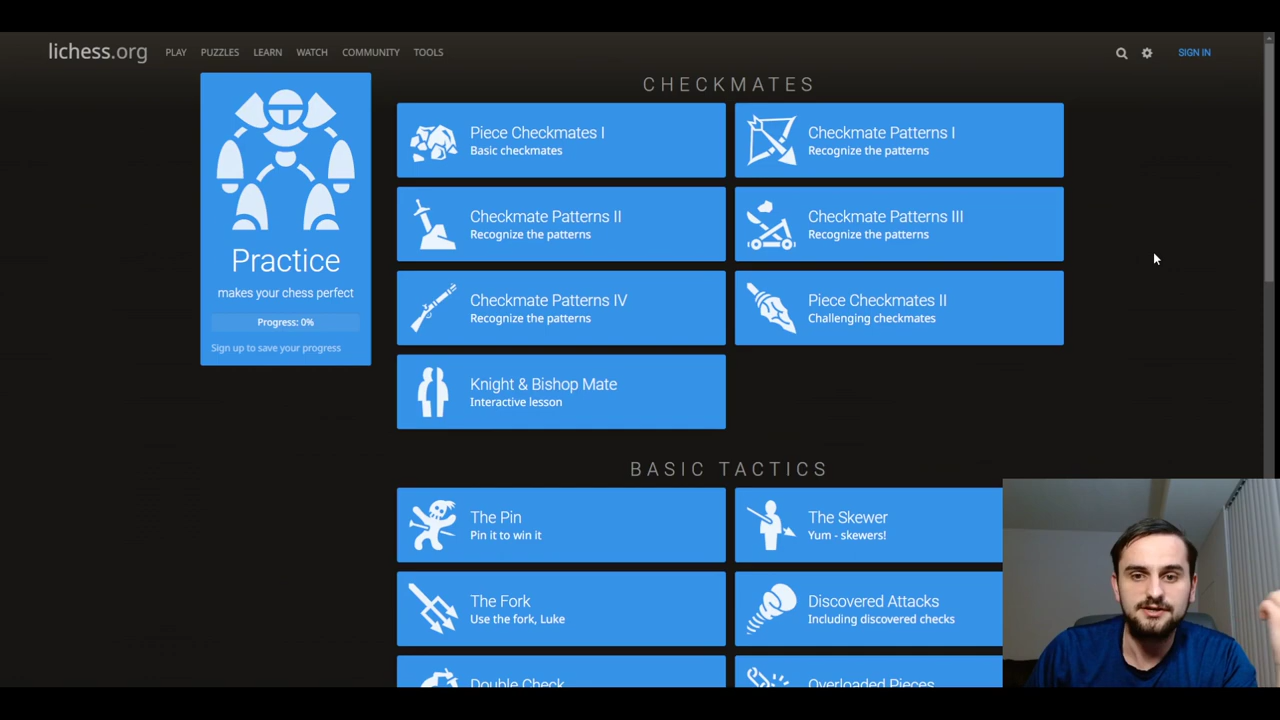 lichess.org PLAY PUZZLES LEARN WATCH COMMUNITY TOOLS SIGN IN
Practice
makes your chess perfect
Progress: 0%
Sign up to save your progress
CHECKMATES
Piece Checkmates I
Basic checkmates
Checkmate Patterns I
Recognize the patterns
Checkmate Patterns II
Recognize the patterns
Checkmate Patterns III
Recognize the patterns
Checkmate Patterns IV
Recognize the patterns
Piece Checkmates II
Challenging checkmates
Knight & Bishop Mate
Interactive lesson
BASIC TACTICS
The Pin
Pin it to win it
The Skewer
Yum - skewers!
The Fork
Use the fork, Luke
Discovered Attacks
Including discovered checks
Double Check
Overloaded Pieces